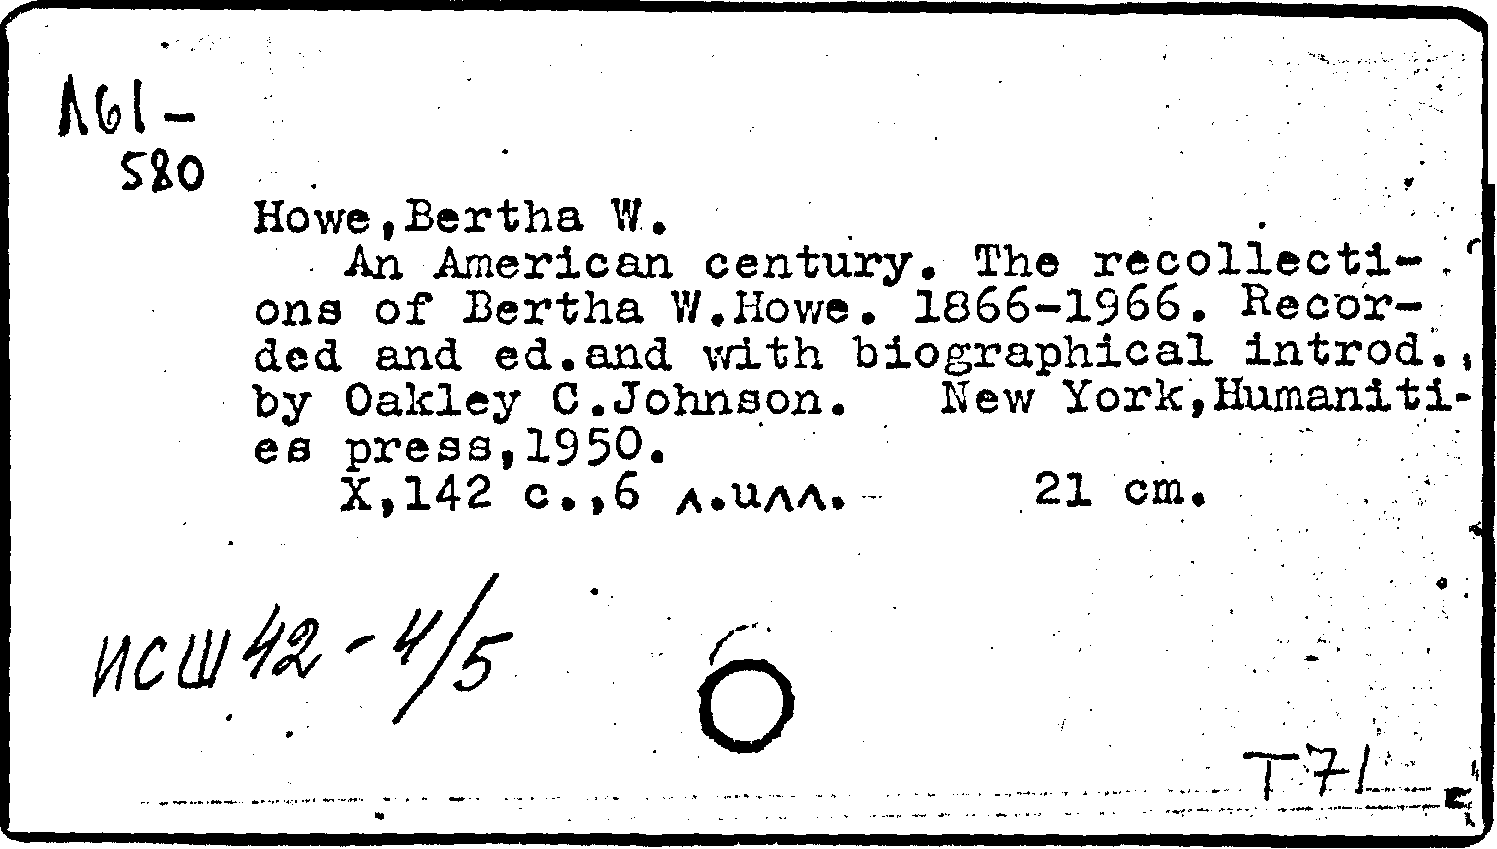 Л61-
580
Howe,Bertha W.
An American century. The recollecti-
ons of Bertha W.Howe. 1866-1966. Recor-
ded and ed.and with biographical introd.,
by Oakley C.Johnson. New York,Humaniti-
es press,1950.
X,142 с.,6 л.илл. 21 cm.
ИСШ 42-4/5
Т 71